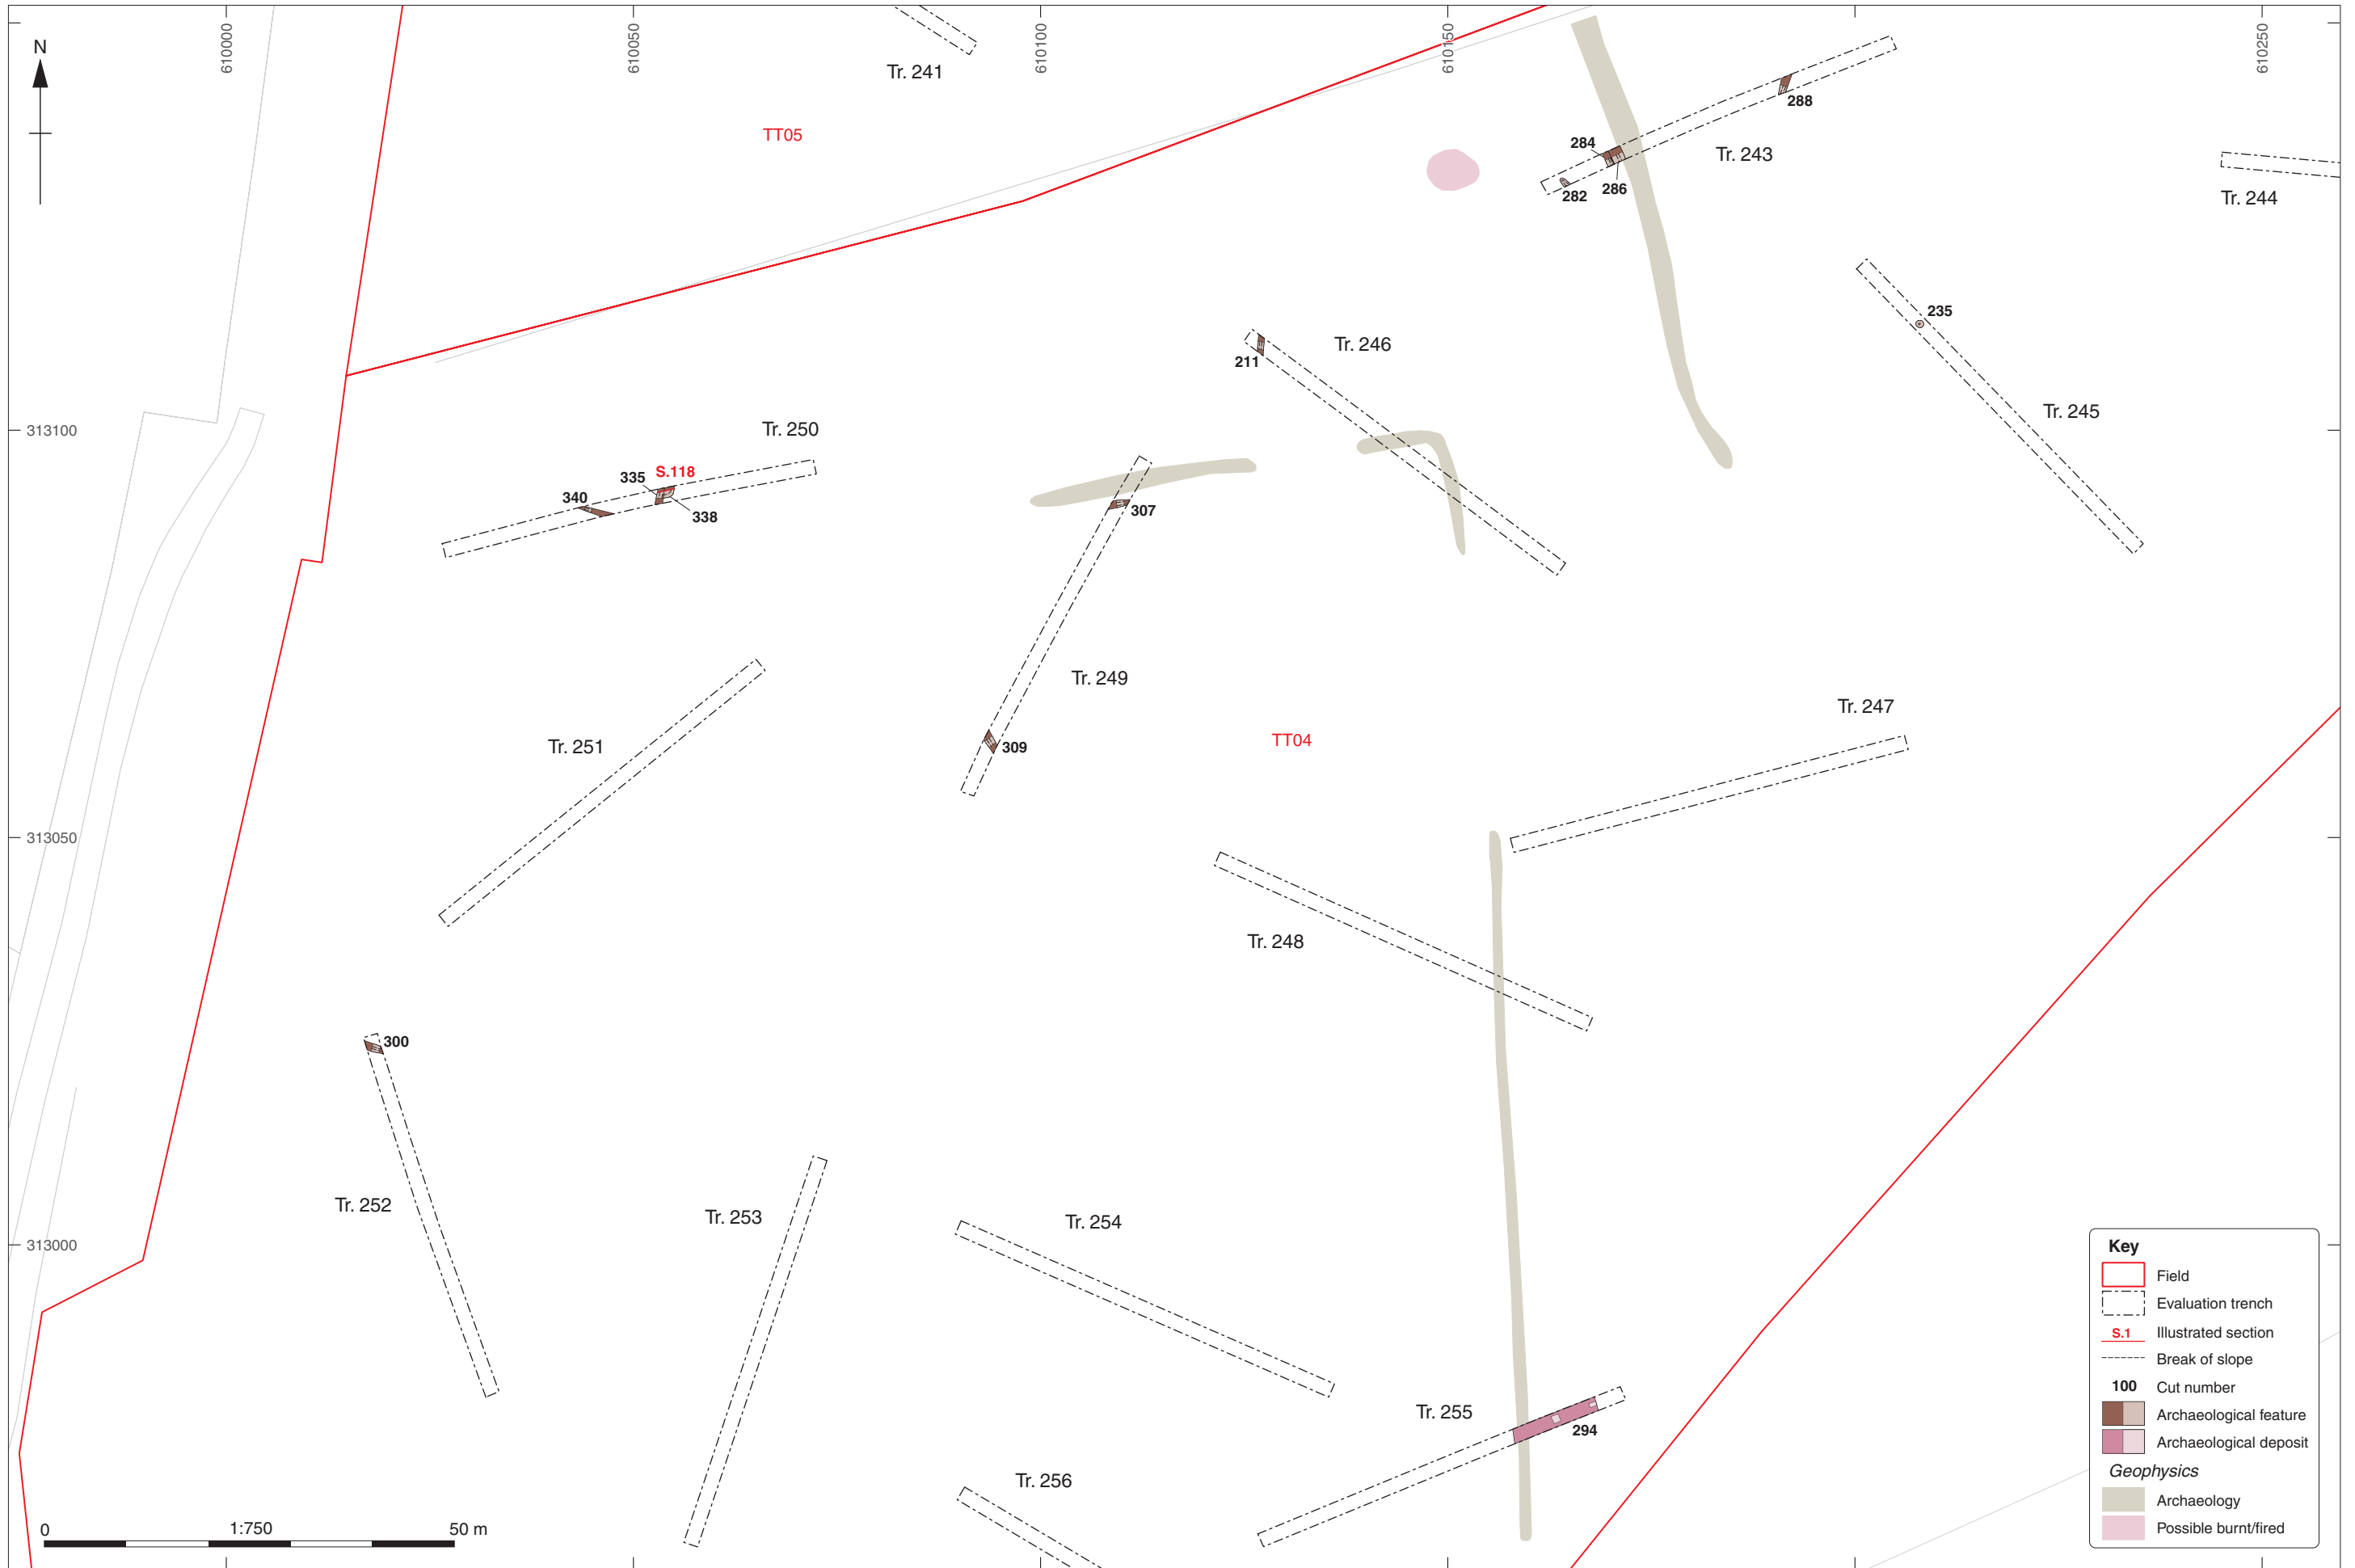 610000
610050
610100
610150
610250
N
Tr. 241
TT05
288
284
Tr. 243
282
286
Tr. 244
235
211
Tr. 246
Tr. 245
313100
Tr. 250
335
S.118
340
338
307
Tr. 249
Tr. 247
Tr. 251
309
TT04
313050
Tr. 248
300
Tr. 252
Tr. 253
Tr. 254
313000
Tr. 255
294
Tr. 256
0
1:750
50 m
Key
Field
Evaluation trench
S.1 Illustrated section
Break of slope
100 Cut number
Archaeological feature
Archaeological deposit
Geophysics
Archaeology
Possible burnt/fired